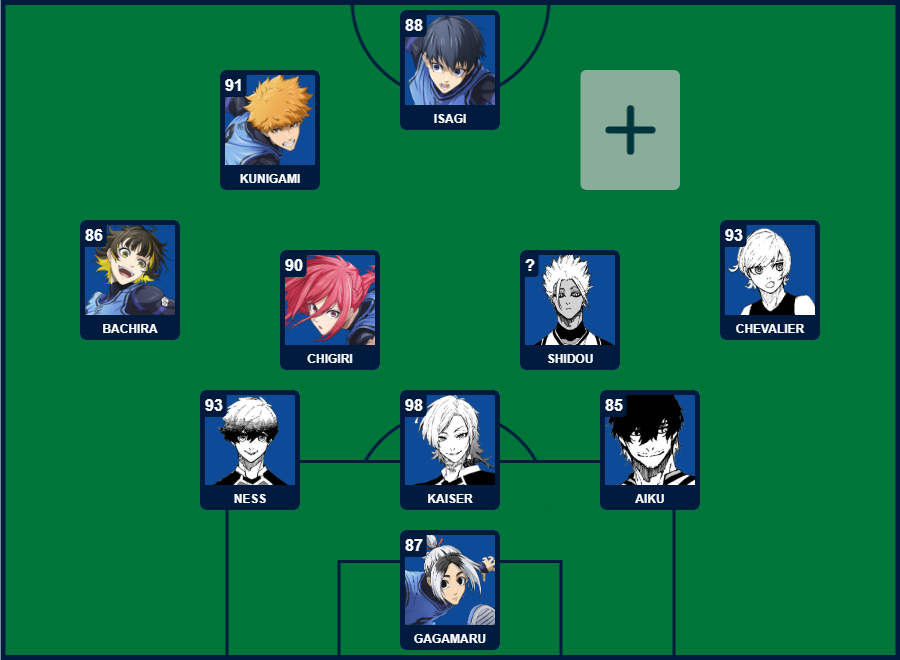 88
ISAGI
91
KUNIGAMI
86
BACHIRA
90
CHIGIRI
?
SHIDOU
93
CHEVALIER
93
NESS
98
KAISER
85
AIKU
87
GAGAMARU